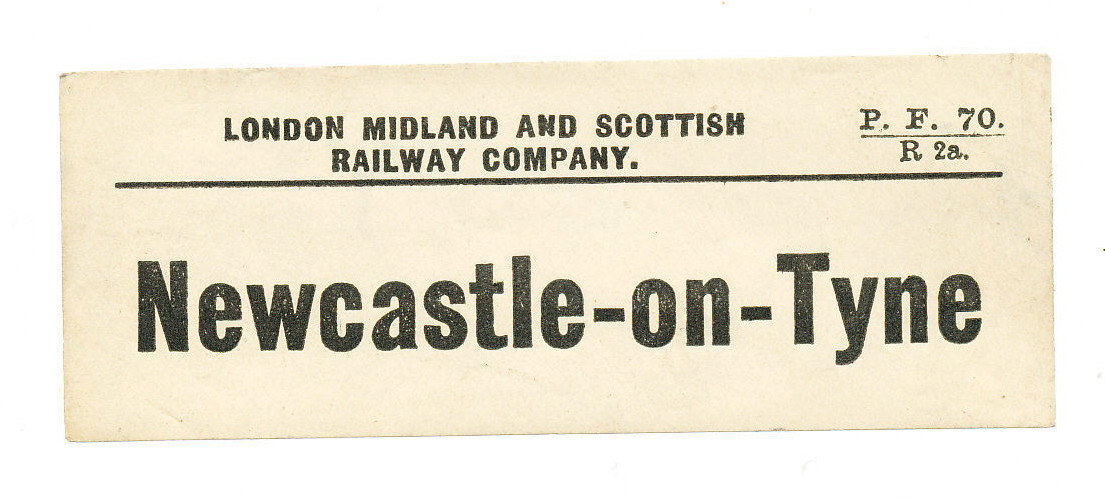 LONDON MIDLAND AND SCOTTISH
RAILWAY COMPANY.
P. F. 70.
R 2a.
Newcastle-on-Tyne